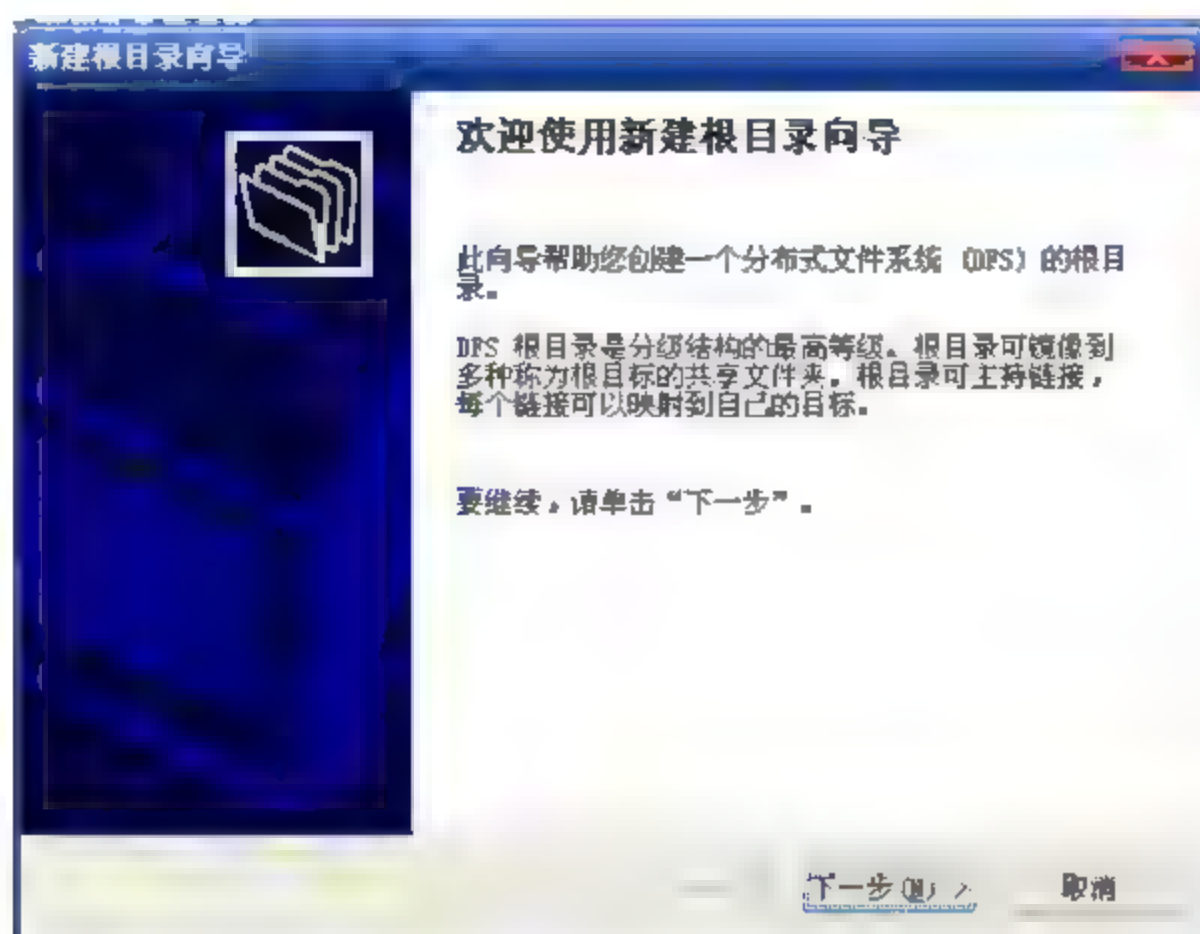 新建根目录向导
欢迎使用新建根目录向导
此向导帮助您创建一个分布式文件系统 (DFS) 的根目
录。
DFS 根目录是分级结构的最高等级。根目录可镜像到
多种称为根目标的共享文件夹。根目录可主持链接，
每个链接可以映射到自己的目标。
要继续，请单击“下一步”。
下一步(N) >
取消